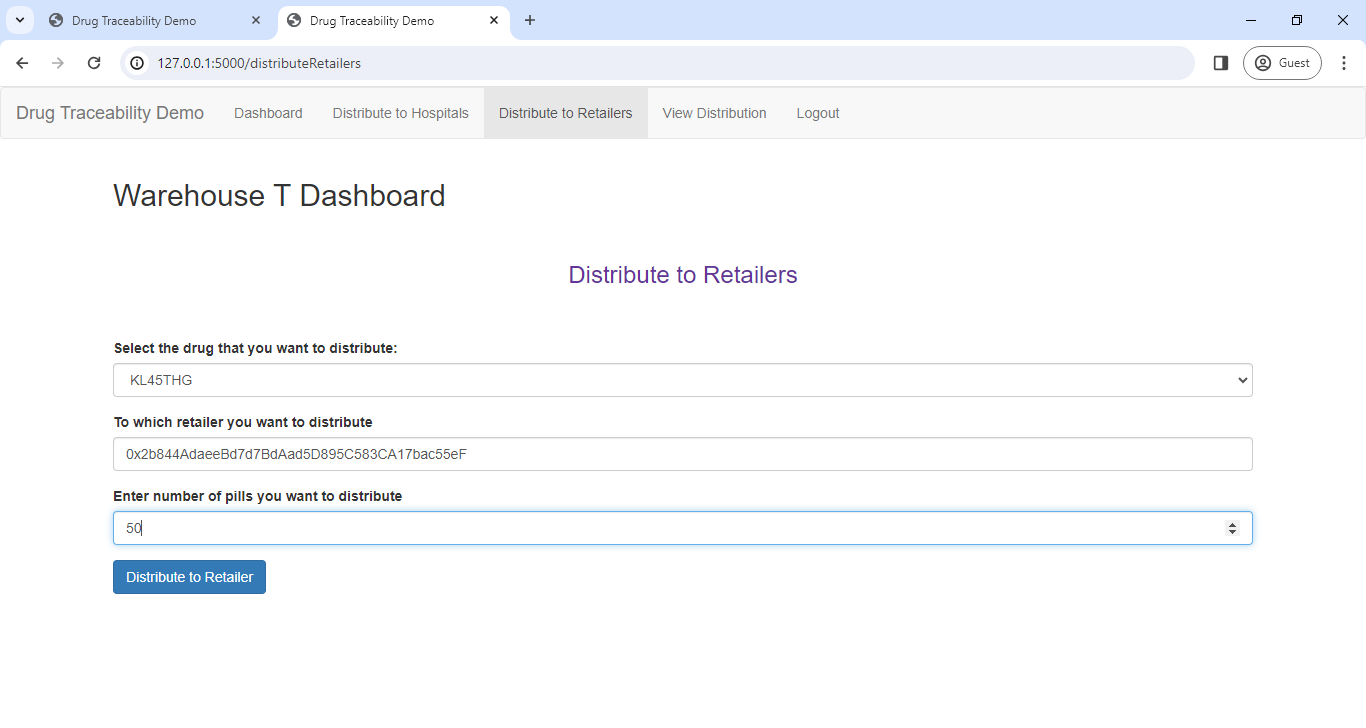 Drug Traceability Demo
Drug Traceability Demo
127.0.0.1:5000/distributeRetailers
Guest
Drug Traceability Demo Dashboard Distribute to Hospitals Distribute to Retailers View Distribution Logout
Warehouse T Dashboard
Distribute to Retailers
Select the drug that you want to distribute:
KL45THG
To which retailer you want to distribute
0x2b844AdaeeBd7d7BdAad5D895C583CA17bac55eF
Enter number of pills you want to distribute
50
Distribute to Retailer